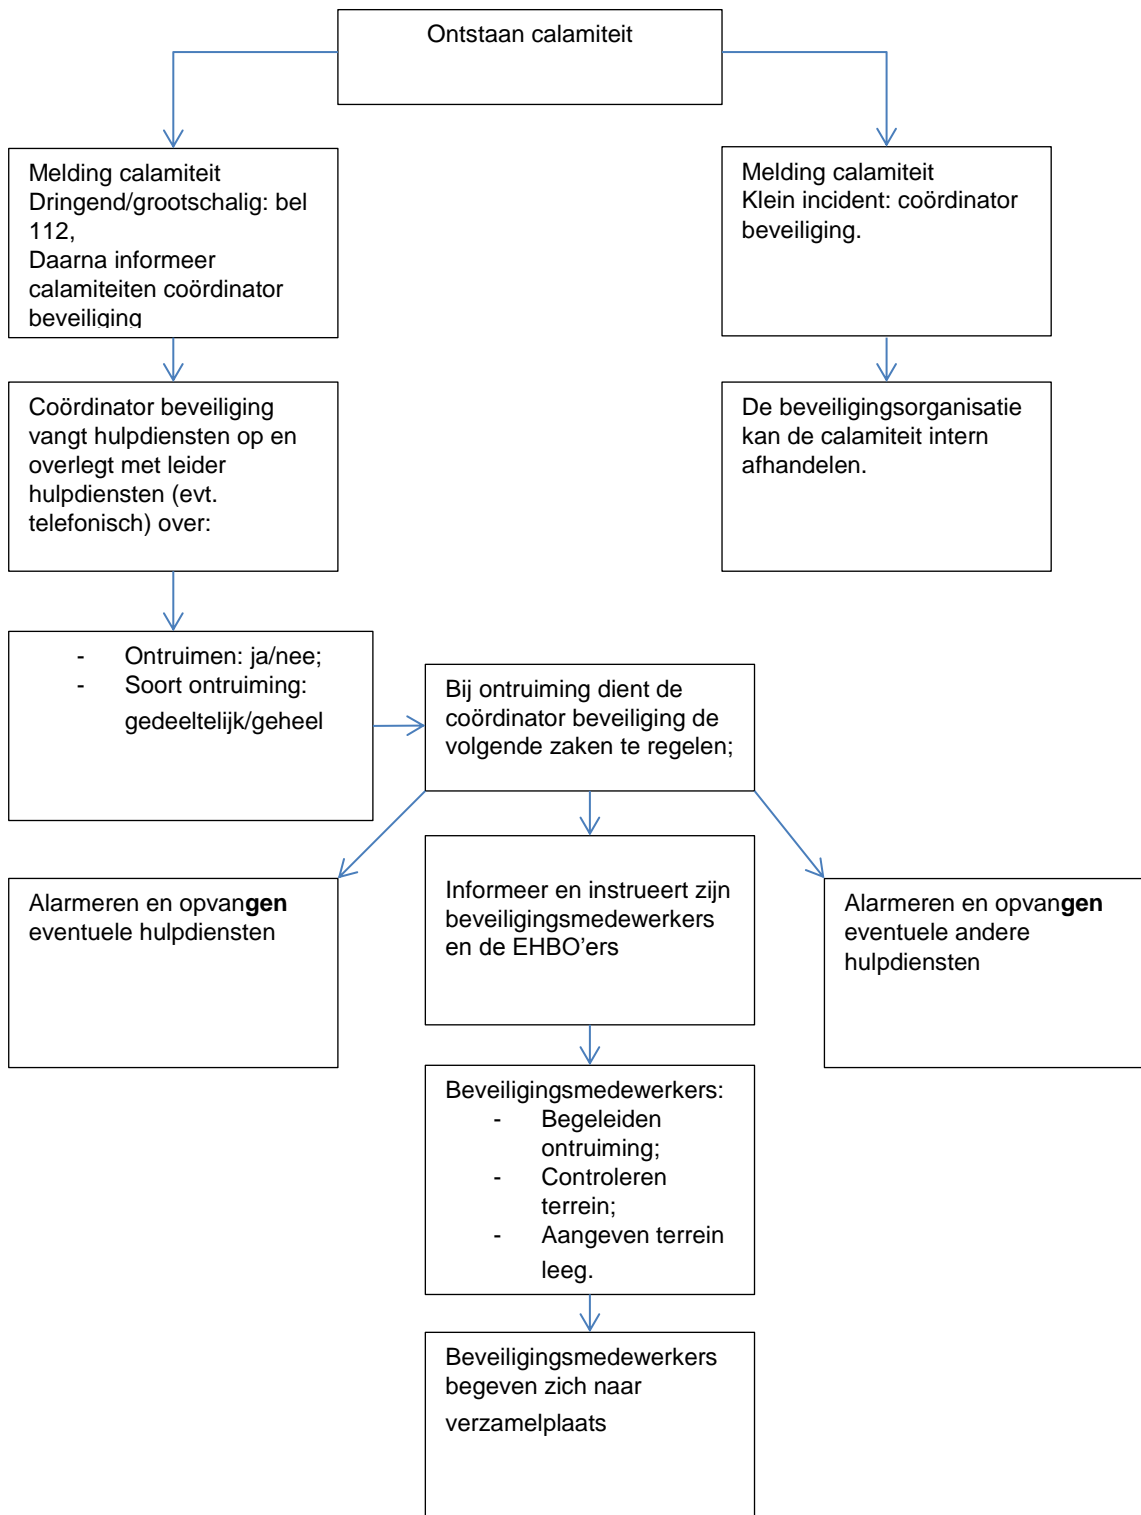 Ontstaan calamiteit
Melding calamiteit
Dringend/grootschalig: bel
112,
Daarna informeer
calamiteiten coördinator
beveiliging
Melding calamiteit
Klein incident: coördinator
beveiliging.
Coördinator beveiliging
vangt hulpdiensten op en
overlegt met leider
hulpdiensten (evt.
telefonisch) over:
De beveiligingsorganisatie
kan de calamiteit intern
afhandelen.
- Ontruimen: ja/nee;
- Soort ontruiming:
gedeeltelijk/geheel
Bij ontruiming dient de
coördinator beveiliging de
volgende zaken te regelen;
Alarmeren en opvangen
eventuele hulpdiensten
Informeer en instrueert zijn
beveiligingsmedewerkers
en de EHBO’ers
Alarmeren en opvangen
eventuele andere
hulpdiensten
Beveiligingsmedewerkers:
- Begeleiden
ontruiming;
- Controleren
terrein;
- Aangeven terrein
leeg.
Beveiligingsmedewerkers
begeven zich naar
verzamelplaats